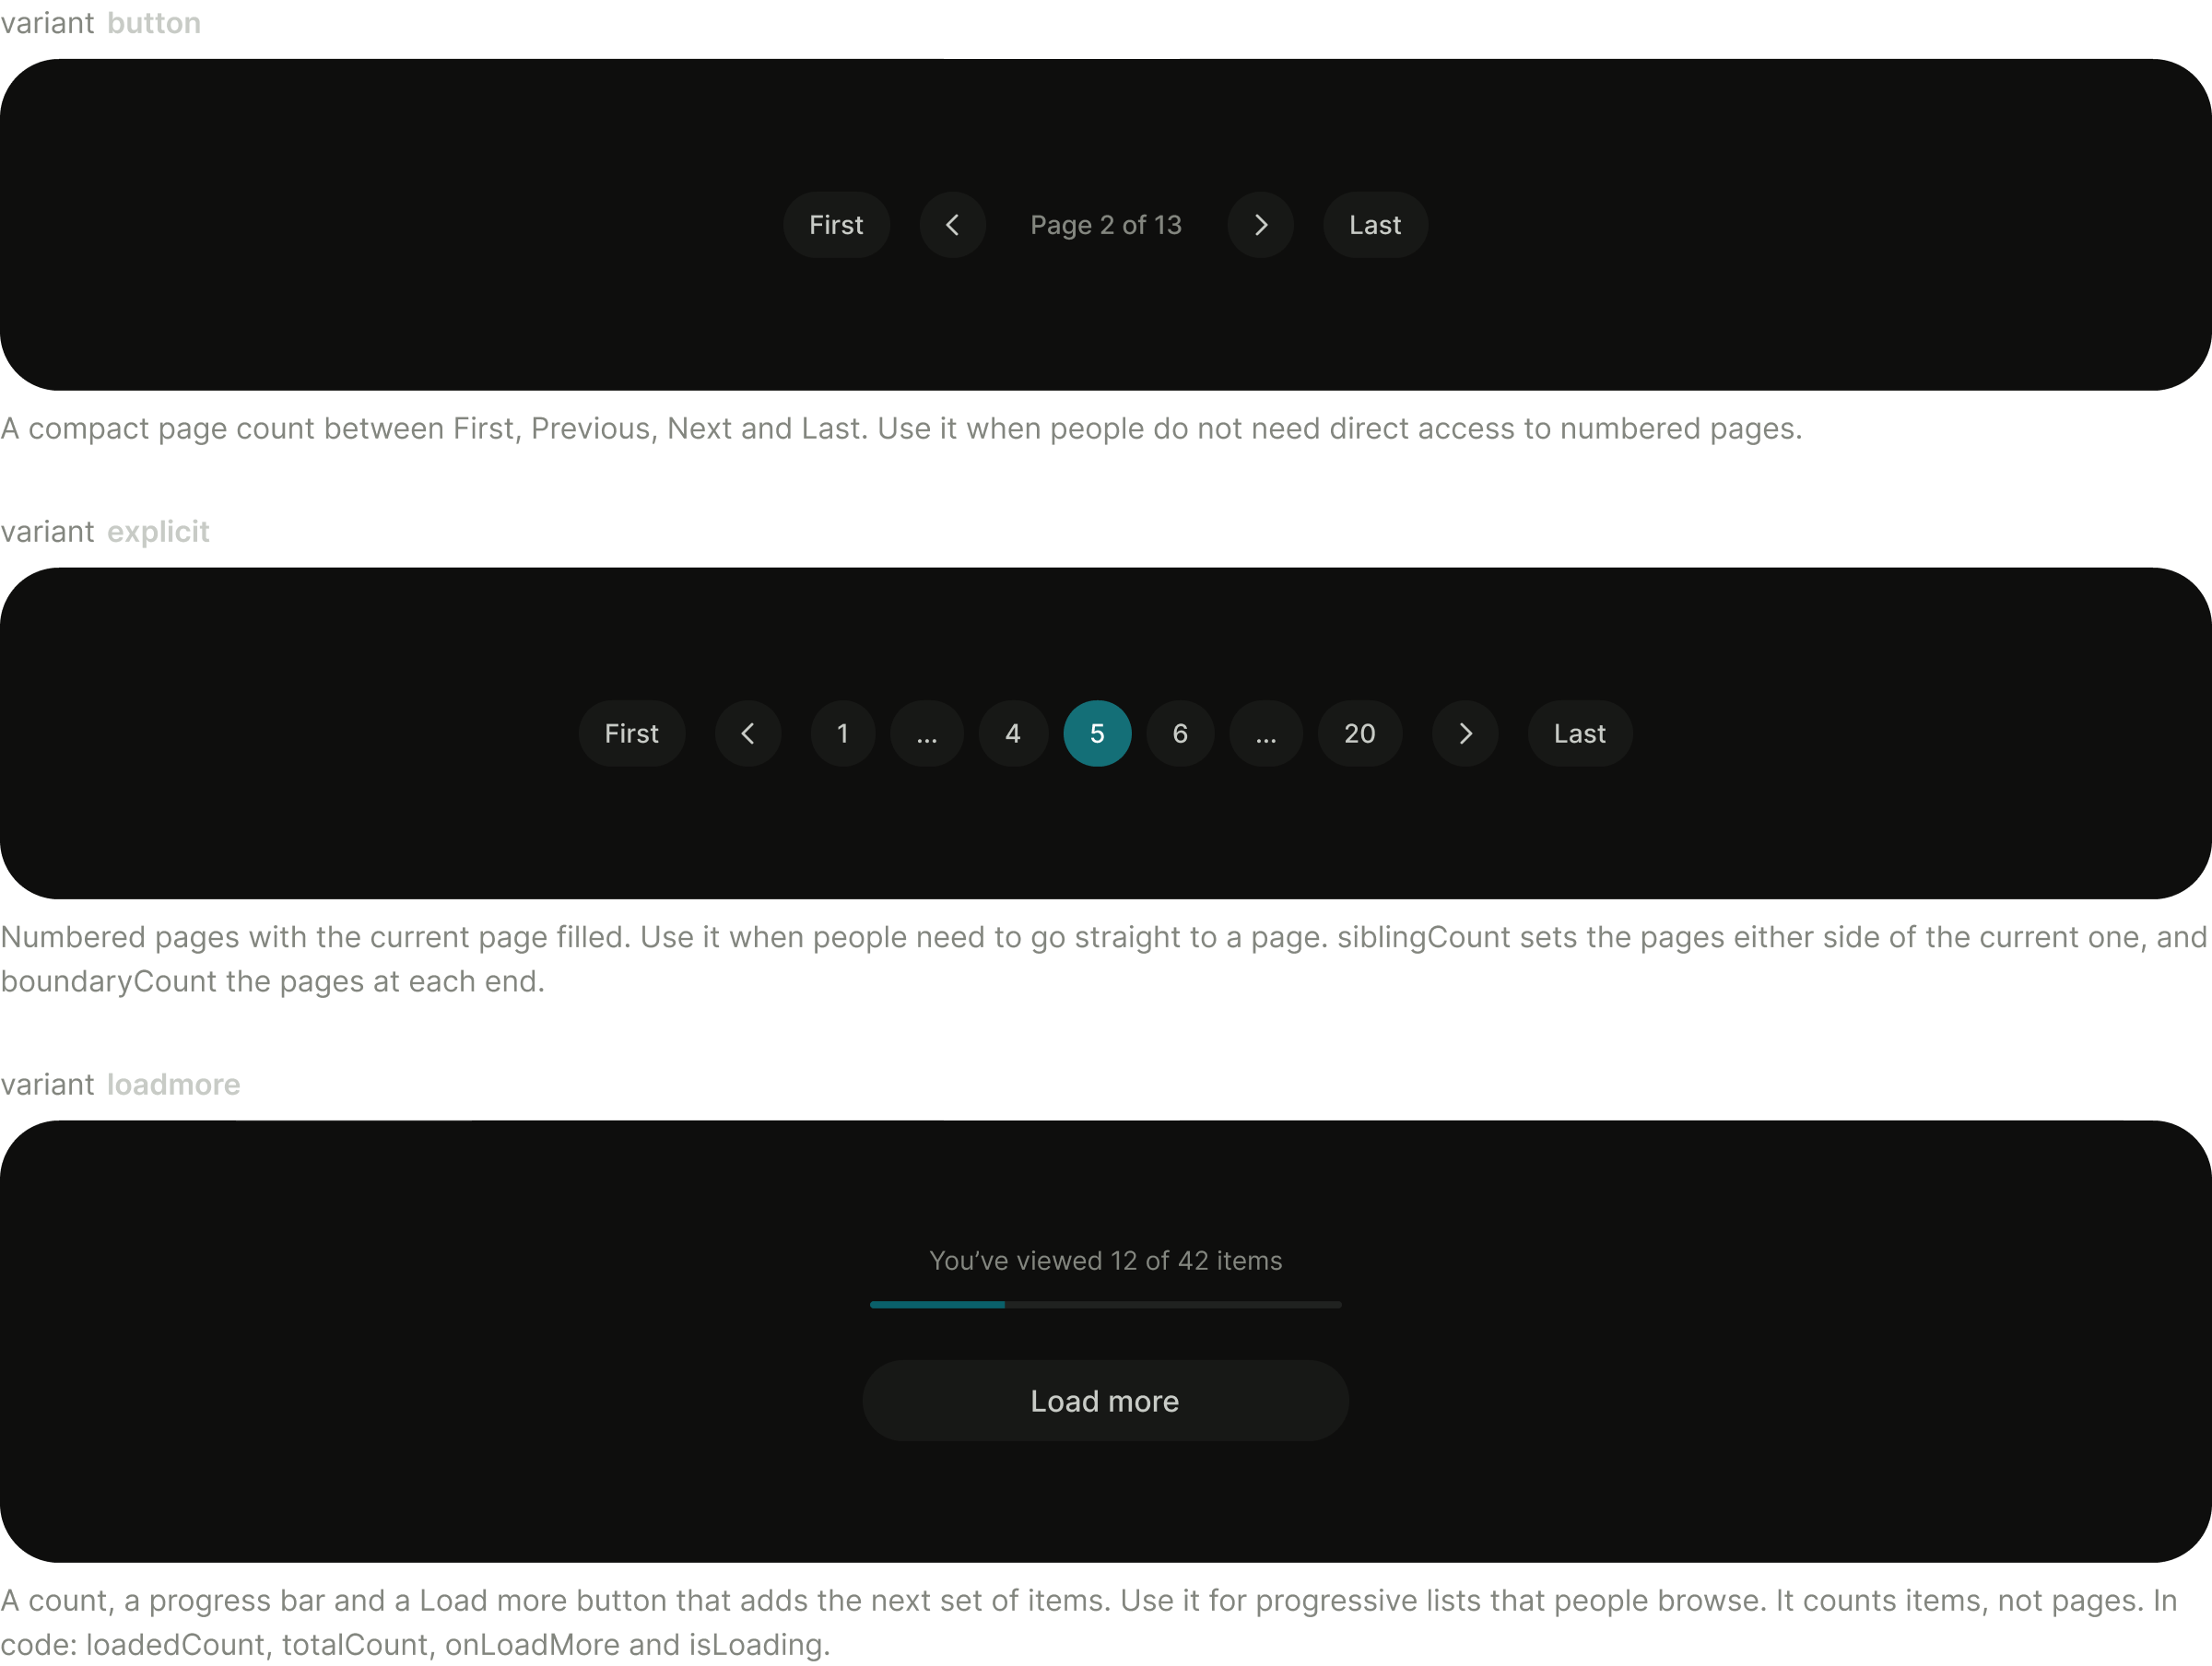 variant button
First
Page 2 of 13
Last
A compact page count between First, Previous, Next and Last. Use it when people do not need direct access to numbered pages.
variant explicit
First 1 ... 4 5 6 ... 20 Last
Numbered pages with the current page filled. Use it when people need to go straight to a page. siblingCount sets the pages either side of the current one, and
boundaryCount the pages at each end.
variant loadmore
You’ve viewed 12 of 42 items
Load more
A count, a progress bar and a Load more button that adds the next set of items. Use it for progressive lists that people browse. It counts items, not pages. In
code: loadedCount, totalCount, onLoadMore and isLoading.